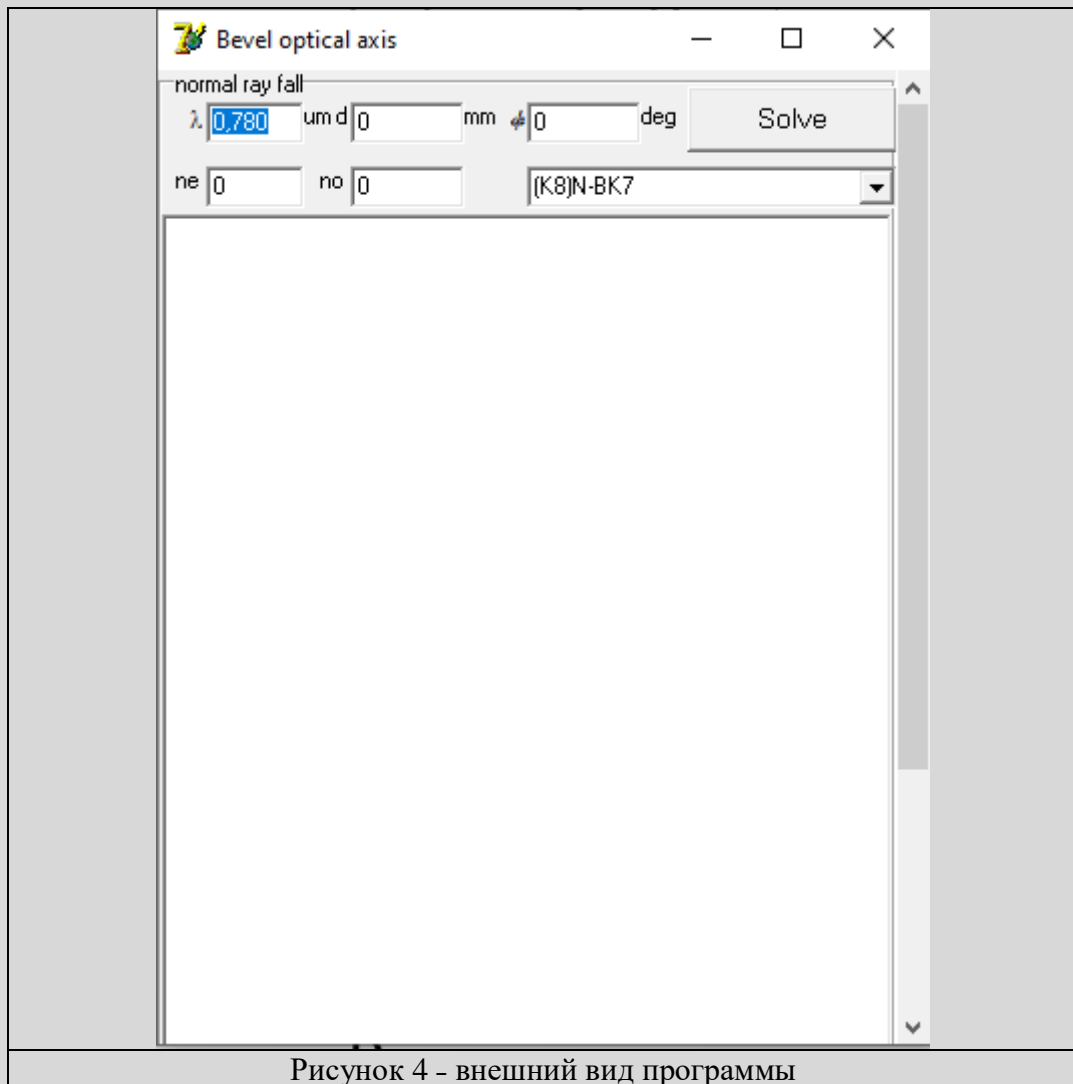 Bevel optical axis
normal ray fall
λ 0,780 um d 0 mm ϕ 0 deg Solve
ne 0 no 0 (K8)N-BK7
Рисунок 4 - внешний вид программы